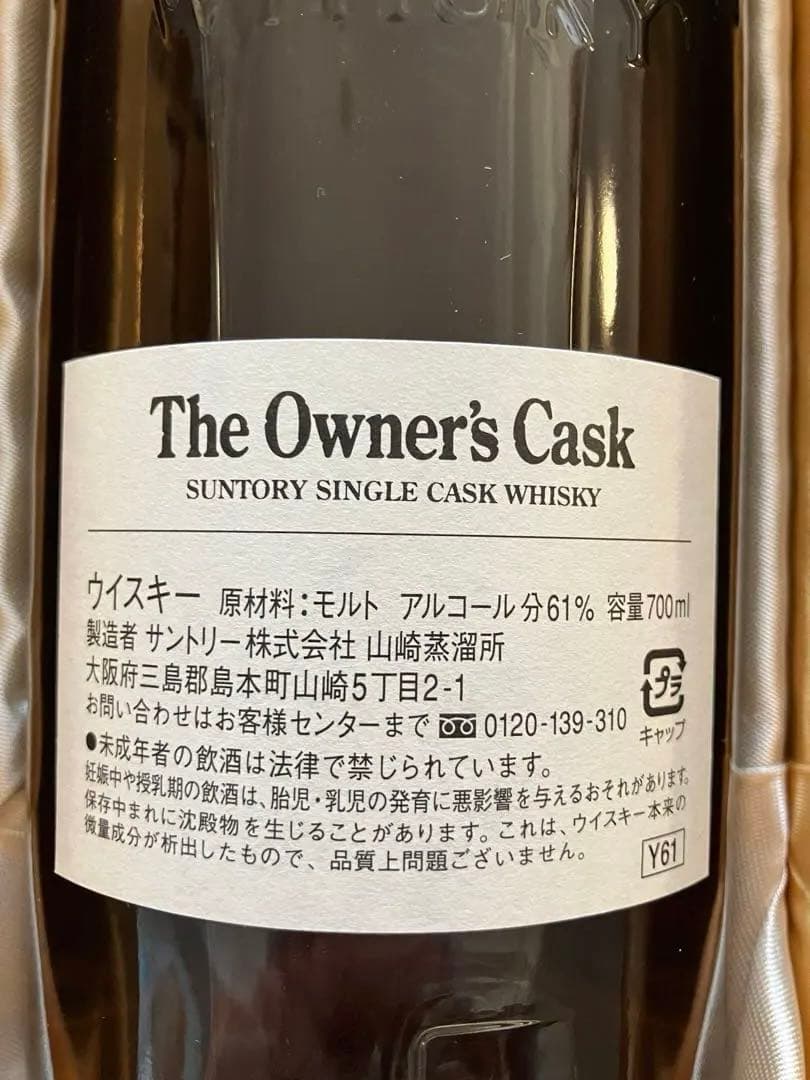 SUNTORY
The Owner's Cask
SUNTORY SINGLE CASK WHISKY
ウイスキー 原材料：モルト アルコール分61% 容量700ml
製造者 サントリー株式会社 山崎蒸溜所
大阪府三島郡島本町山崎5丁目2-1
お問い合わせはお客様センターまで 0120-139-310
プラ
キャップ
●未成年者の飲酒は法律で禁じられています。
妊娠中や授乳期の飲酒は、胎児・乳児の発育に悪影響を与えるおそれがあります。
保存中まれに沈殿物を生じることがあります。これは、ウイスキー本来の
微量成分が析出したもので、品質上問題ございません。
Y61